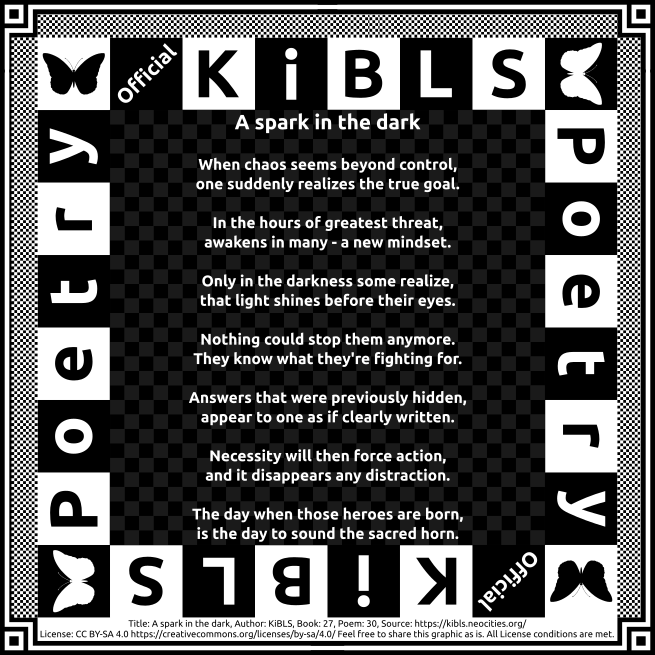 Official KiBLS
Poetry
Poetry
A spark in the dark
When chaos seems beyond control,
one suddenly realizes the true goal.
In the hours of greatest threat,
awakens in many - a new mindset.
Only in the darkness some realize,
that light shines before their eyes.
Nothing could stop them anymore.
They know what they're fighting for.
Answers that were previously hidden,
appear to one as if clearly written.
Necessity will then force action,
and it disappears any distraction.
The day when those heroes are born,
is the day to sound the sacred horn.
Official KiBLS
Title: A spark in the dark, Author: KiBLS, Book: 27, Poem: 30, Source: https://kibls.neocities.org/
License: CC BY-SA 4.0 https://creativecommons.org/licenses/by-sa/4.0/ Feel free to share this graphic as is. All License conditions are met.